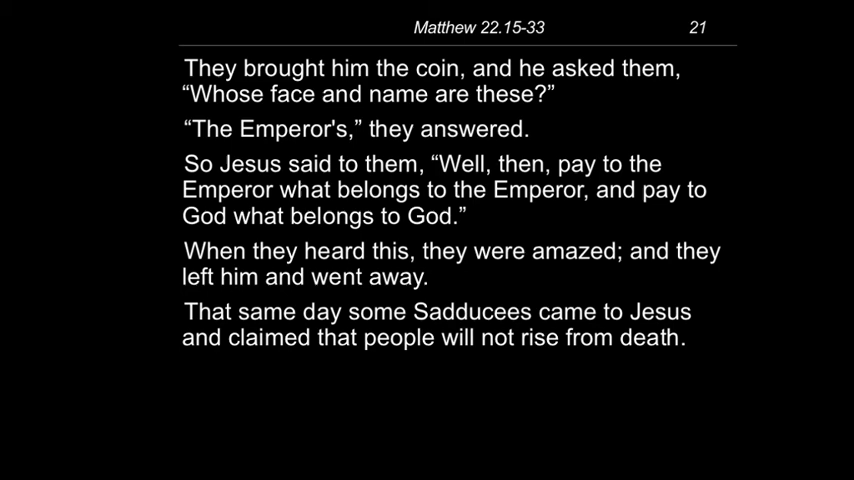 Matthew 22.15-33 21
They brought him the coin, and he asked them,
“Whose face and name are these?”
“The Emperor's,” they answered.
So Jesus said to them, “Well, then, pay to the
Emperor what belongs to the Emperor, and pay to
God what belongs to God.”
When they heard this, they were amazed; and they
left him and went away.
That same day some Sadducees came to Jesus
and claimed that people will not rise from death.